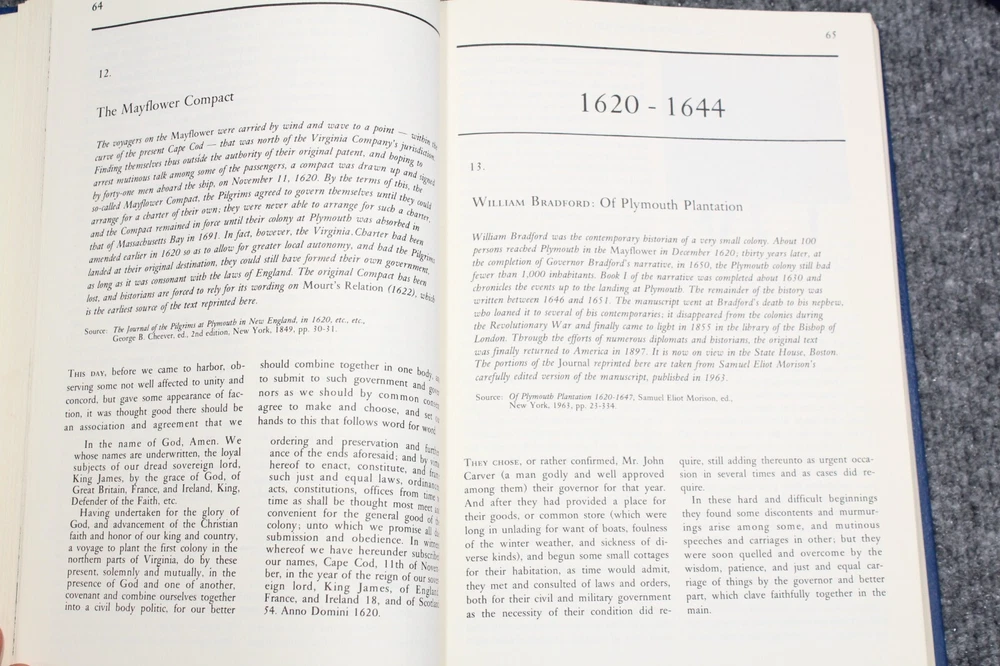 64
12.
The Mayflower Compact
The voyagers on the Mayflower were carried by wind and wave to a point — within the
curve of the present Cape Cod — that was north of the Virginia Company's jurisdiction.
Finding themselves thus outside the authority of their original patent, and hoping to
arrest mutinous talk among some of the passengers, a compact was drawn up and signed
by forty-one men aboard the ship, on November 11, 1620. By the terms of this, the
so-called Mayflower Compact, the Pilgrims agreed to govern themselves until they could
arrange for a charter of their own; they were never able to arrange for such a charter,
and the Compact remained in force until their colony at Plymouth was absorbed in
that of Massachusetts Bay in 1691. In fact, however, the Virginia Charter had been
amended earlier in 1620 so as to allow for greater local autonomy, and had the Pilgrims
landed at their original destination, they could still have formed their own government,
as long as it was consonant with the laws of England. The original Compact has been
lost, and historians are forced to rely for its wording on Mourt's Relation (1622), which
is the earliest source of the text reprinted here.
Source: The Journal of the Pilgrims at Plymouth in New England, in 1620, etc., etc.,
George B. Cheever, ed., 2nd edition, New York, 1849, pp. 30-31.
THIS DAY, before we came to harbor, ob-
serving some not well affected to unity and
concord, but gave some appearance of fac-
tion, it was thought good there should be
an association and agreement that we
should combine together in one body,
to submit to such government and
nors as we should by common
agree to make and choose, and set
hands to this that follows word for word
In the name of God, Amen. We
whose names are underwritten, the loyal
subjects of our dread sovereign lord,
King James, by the grace of God, of
Great Britain, France, and Ireland, King,
Defender of the Faith, etc.
Having undertaken for the glory of
God, and advancement of the Christian
faith and honor of our king and country,
a voyage to plant the first colony in the
northern parts of Virginia, do by these
present, solemnly and mutually, in the
presence of God and one of another,
covenant and combine ourselves together
into a civil body politic, for our better
ordering and preservation and
ance of the ends aforesaid; and by
hereof to enact, constitute, and
such just and equal laws,
acts, constitutions, offices from time
time as shall be thought most meet
convenient for the general good of
colony; unto which we promise all
submission and obedience. In
whereof we have hereunder
our names, Cape Cod, 11th of
ber, in the year of the reign of our
eign lord, King James, of England
France, and Ireland 18, and of
54. Anno Domini 1620.
65
1620 - 1644
13.
WILLIAM BRADFORD: Of Plymouth Plantation
William Bradford was the contemporary historian of a very small colony. About 100
persons reached Plymouth in the Mayflower in December 1620; thirty years later, at
the completion of Governor Bradford's narrative, in 1650, the Plymouth colony still had
fewer than 1,000 inhabitants. Book I of the narrative was completed about 1630 and
chronicles the events up to the landing at Plymouth. The remainder of the history was
written between 1646 and 1651. The manuscript went at Bradford's death to his nephew,
who loaned it to several of his contemporaries; it disappeared from the colonies during
the Revolutionary War and finally came to light in 1855 in the library of the Bishop of
London. Through the efforts of numerous diplomats and historians, the original text
was finally returned to America in 1897. It is now on view in the State House, Boston.
The portions of the Journal reprinted here are taken from Samuel Eliot Morison's
carefully edited version of the manuscript, published in 1963.
Source: Of Plymouth Plantation 1620-1647, Samuel Eliot Morison, ed.,
New York, 1963, pp. 23-334.
THEY CHOSE, or rather confirmed, Mr. John
Carver (a man godly and well approved
among them) their governor for that year.
And after they had provided a place for
their goods, or common store (which were
long in unlading for want of boats, foulness
of the winter weather, and sickness of di-
verse kinds), and begun some small cottages
for their habitation, as time would admit,
they met and consulted of laws and orders,
both for their civil and military government
as the necessity of their condition did re-
quire, still adding thereunto as urgent occa-
sion in several times and as cases did re-
quire.
In these hard and difficult beginnings
they found some discontents and murmur-
ings arise among some, and mutinous
speeches and carriages in other; but they
were soon quelled and overcome by the
wisdom, patience, and just and equal car-
riage of things by the governor and better
part, which clave faithfully together in the
main.